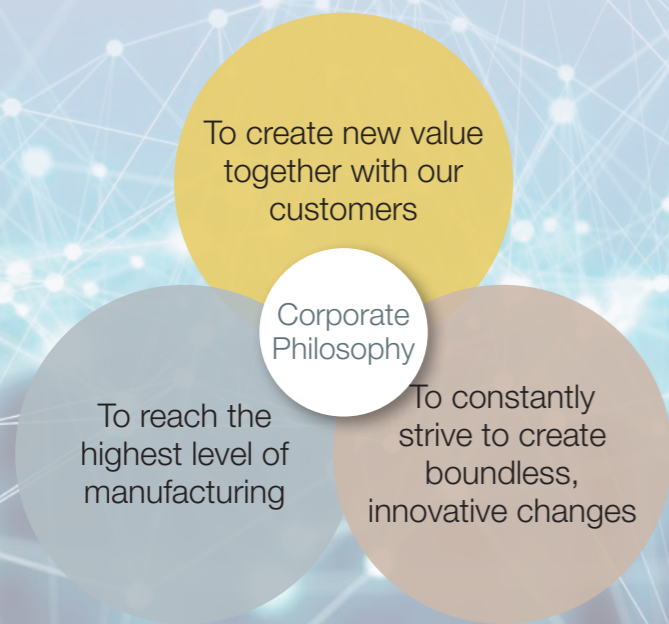 To create new value
together with our
customers
Corporate
Philosophy
To reach the
highest level of
manufacturing
To constantly
strive to create
boundless,
innovative changes